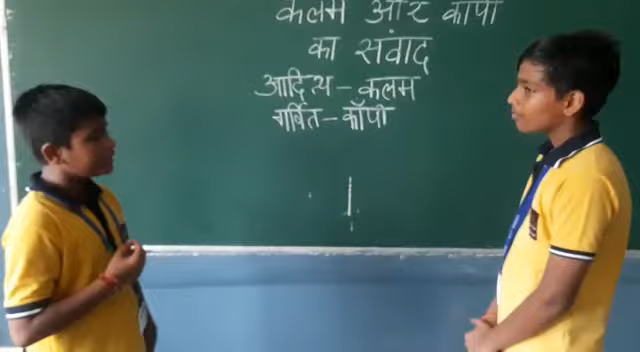 कलम और कॉपी
का संवाद
आदित्य - कलम
गर्वित - कॉपी